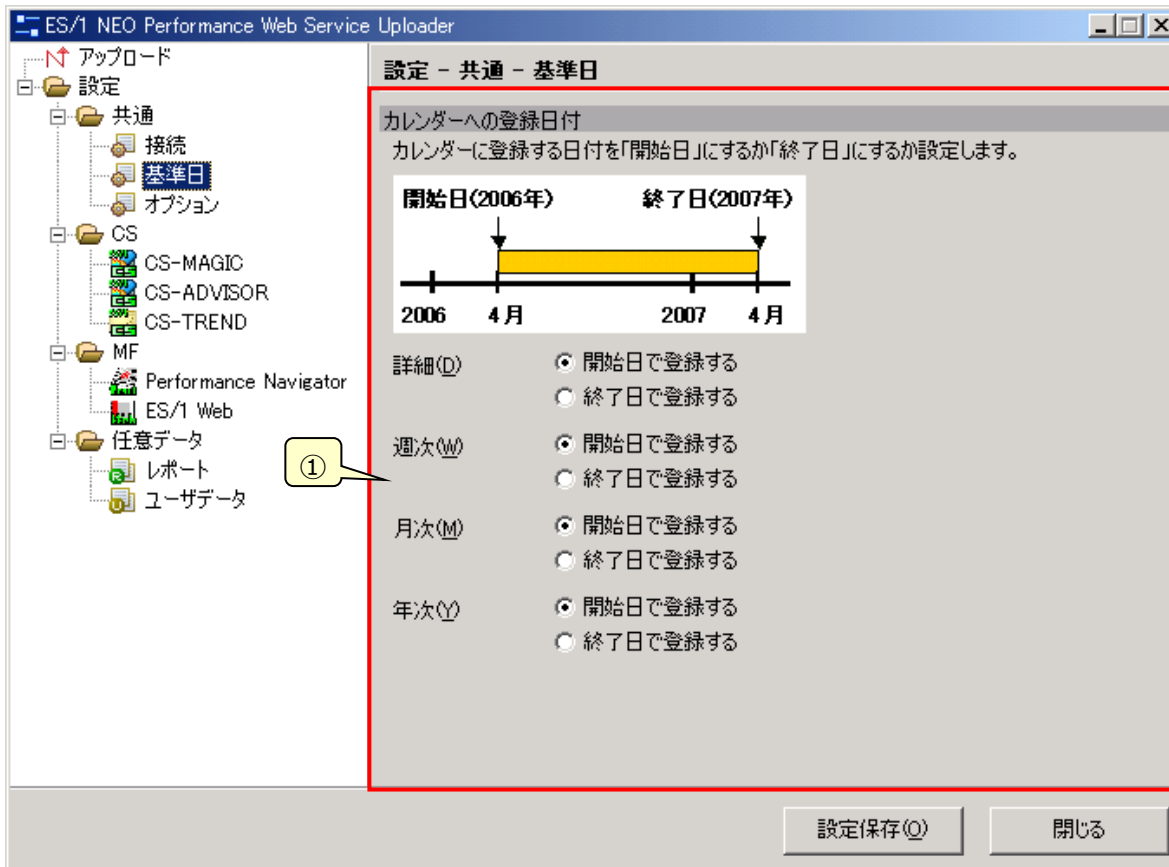 ES/1 NEO Performance Web Service Uploader
アップロード
設定
共通
接続
基準日
オプション
CS
CS-MAGIC
CS-ADVISOR
CS-TREND
MF
Performance Navigator
ES/1 Web
任意データ
レポート
ユーザデータ
①
設定 - 共通 - 基準日
カレンダーへの登録日付
カレンダーに登録する日付を「開始日」にするか「終了日」にするか設定します。
開始日(2006年) 終了日(2007年)
2006 4月 2007 4月
詳細(D) 開始日で登録する
終了日で登録する
週次(W) 開始日で登録する
終了日で登録する
月次(M) 開始日で登録する
終了日で登録する
年次(Y) 開始日で登録する
終了日で登録する
設定保存(O) 閉じる